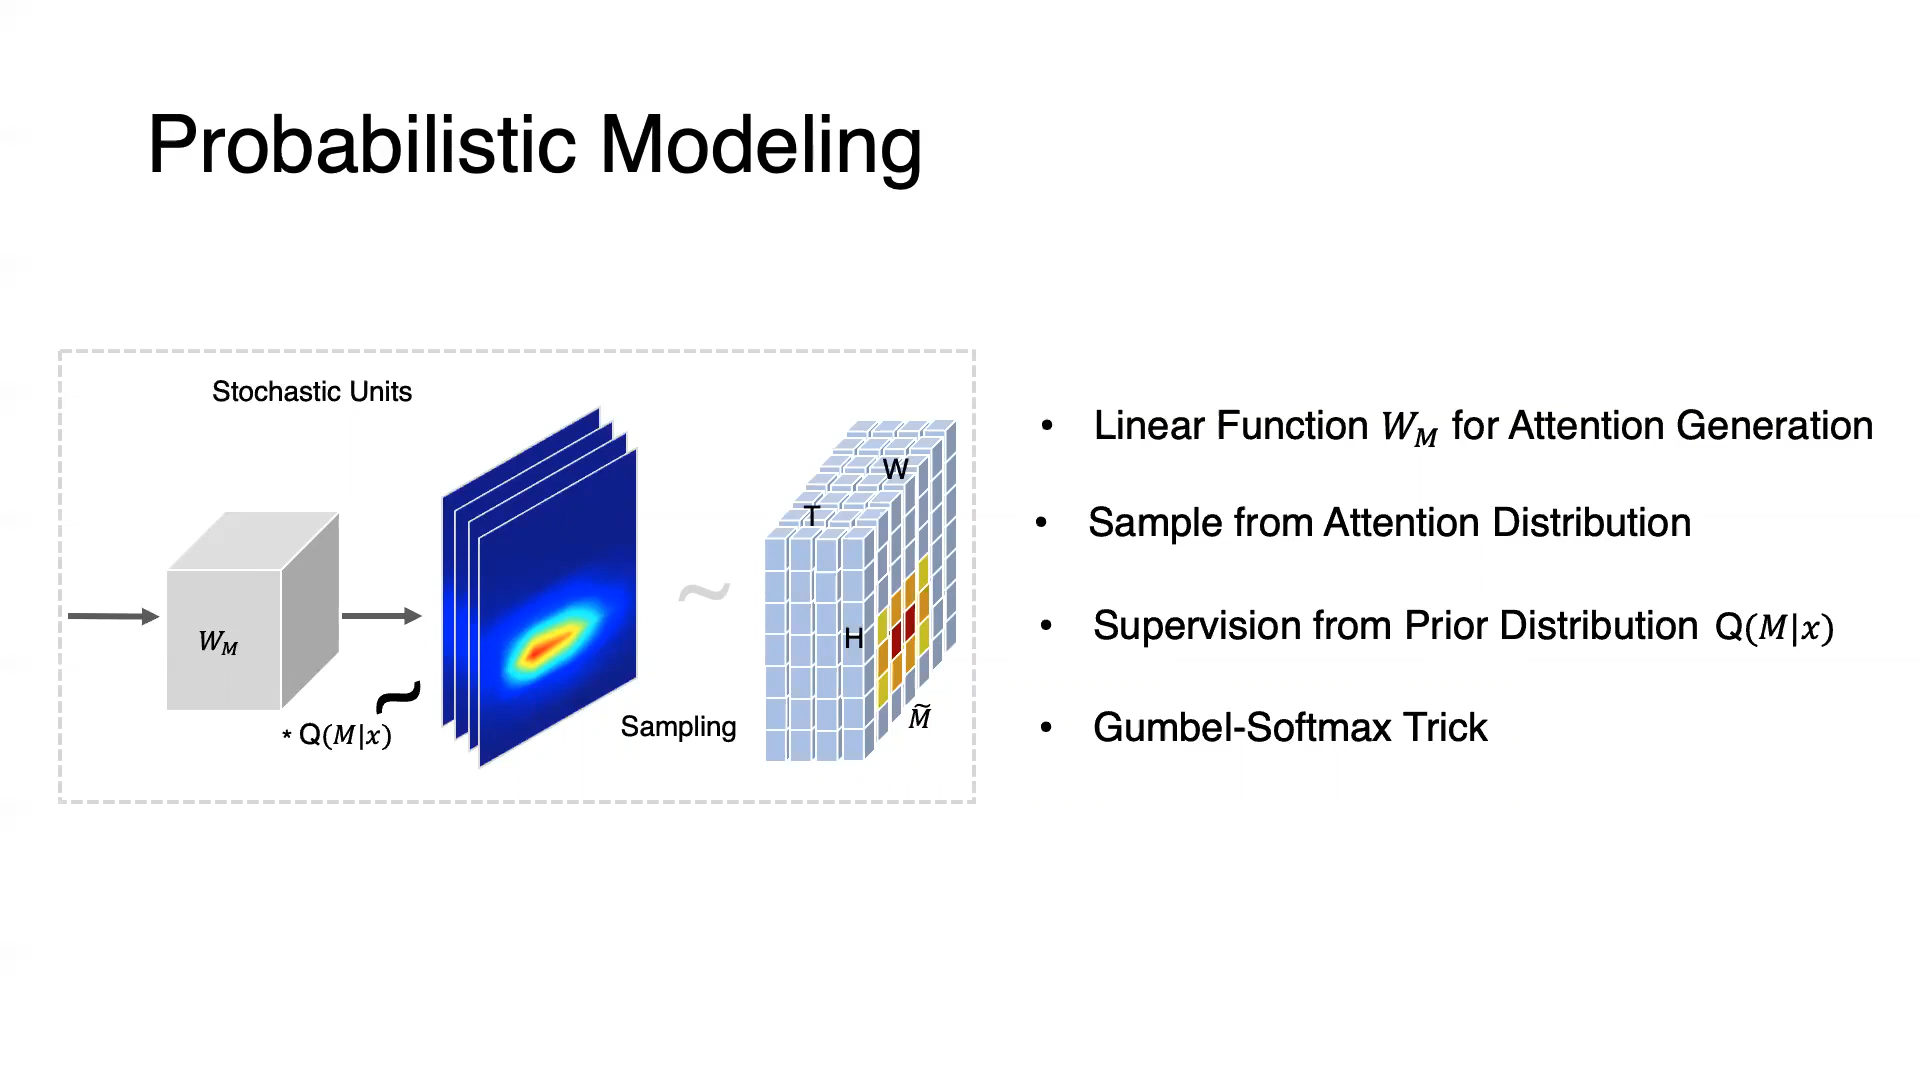 Probabilistic Modeling
Stochastic Units
W_M
* Q(M|x)
~
Sampling
~
W
T
H
M̃
• Linear Function W_M for Attention Generation
• Sample from Attention Distribution
• Supervision from Prior Distribution Q(M|x)
• Gumbel-Softmax Trick